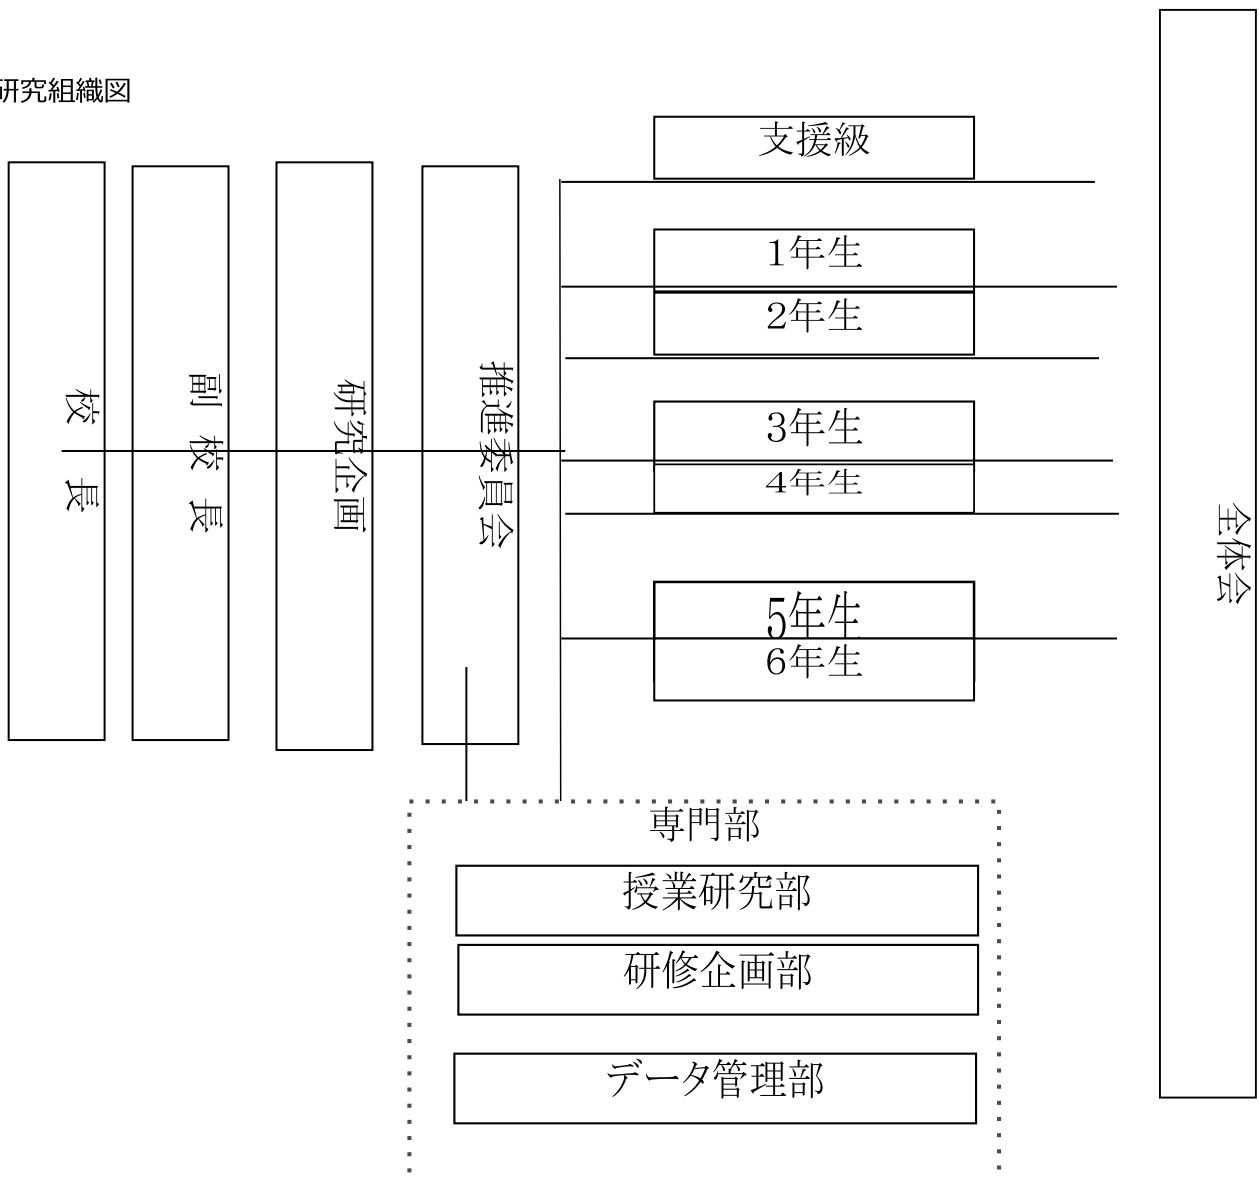 研究組織図
校長
副校長
研究企画
推進委員会
支援級
1年生
2年生
3年生
4年生
5年生
6年生
全体会
専門部
授業研究部
研修企画部
データ管理部